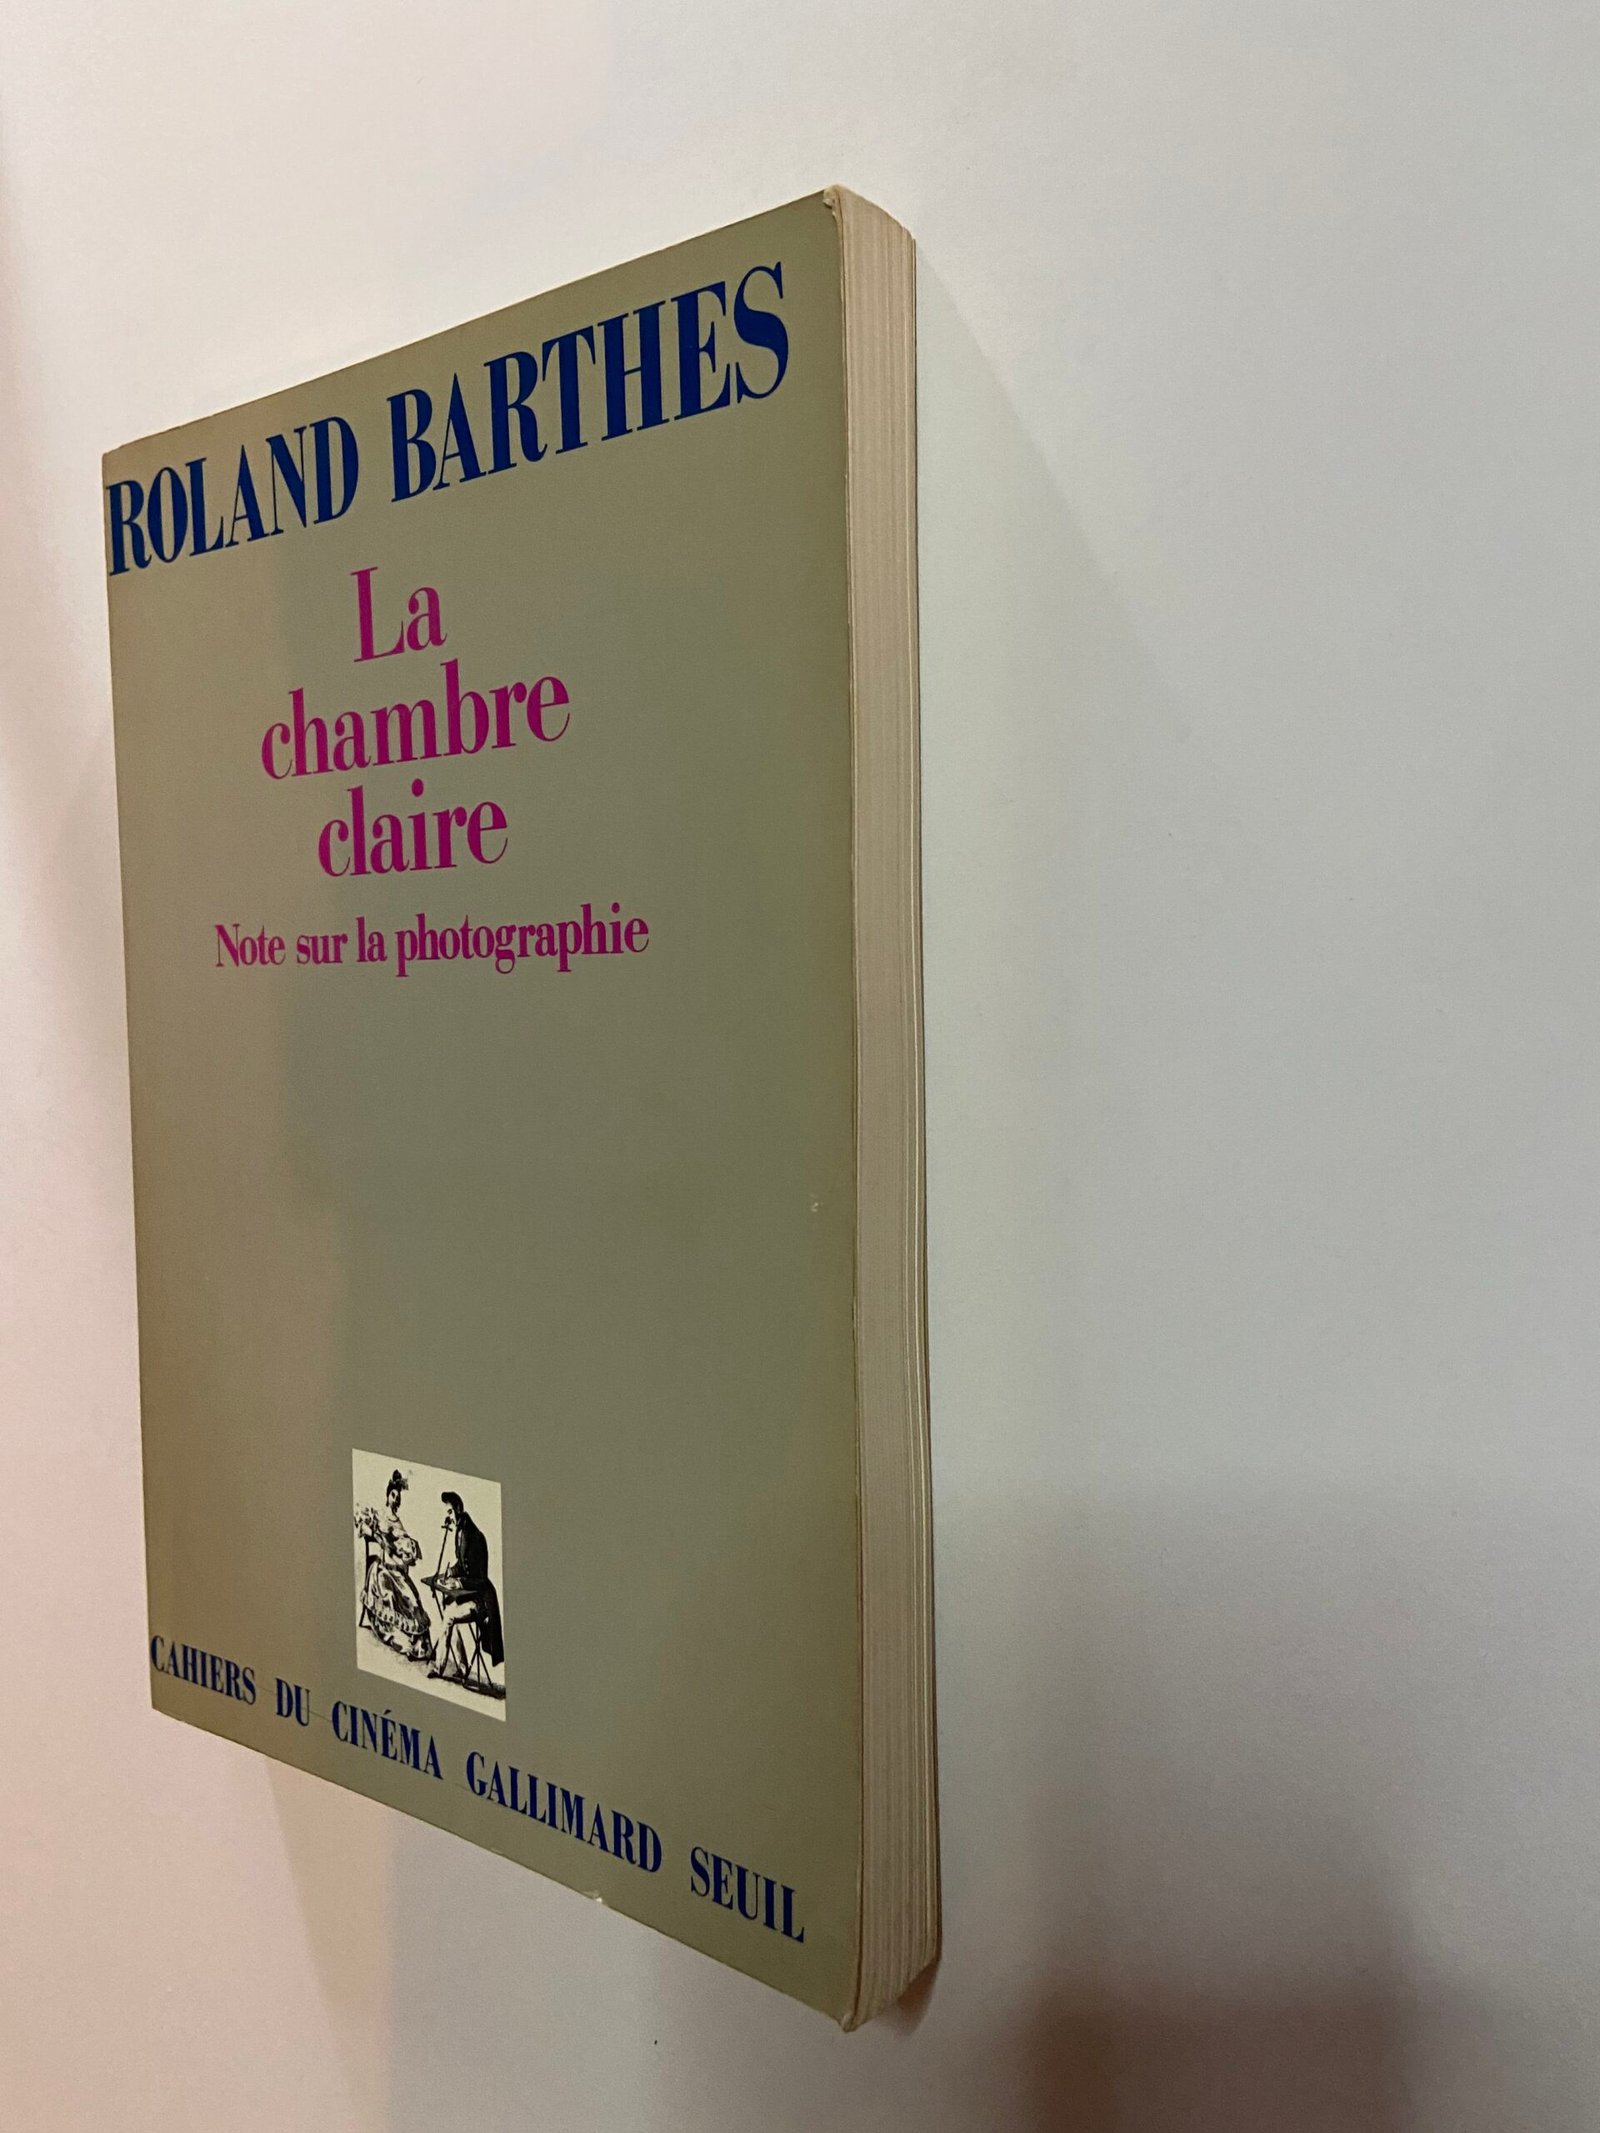 ROLAND BARTHES
La
chambre
claire
Note sur la photographie
CAHIERS DU CINÉMA GALLIMARD SEUIL